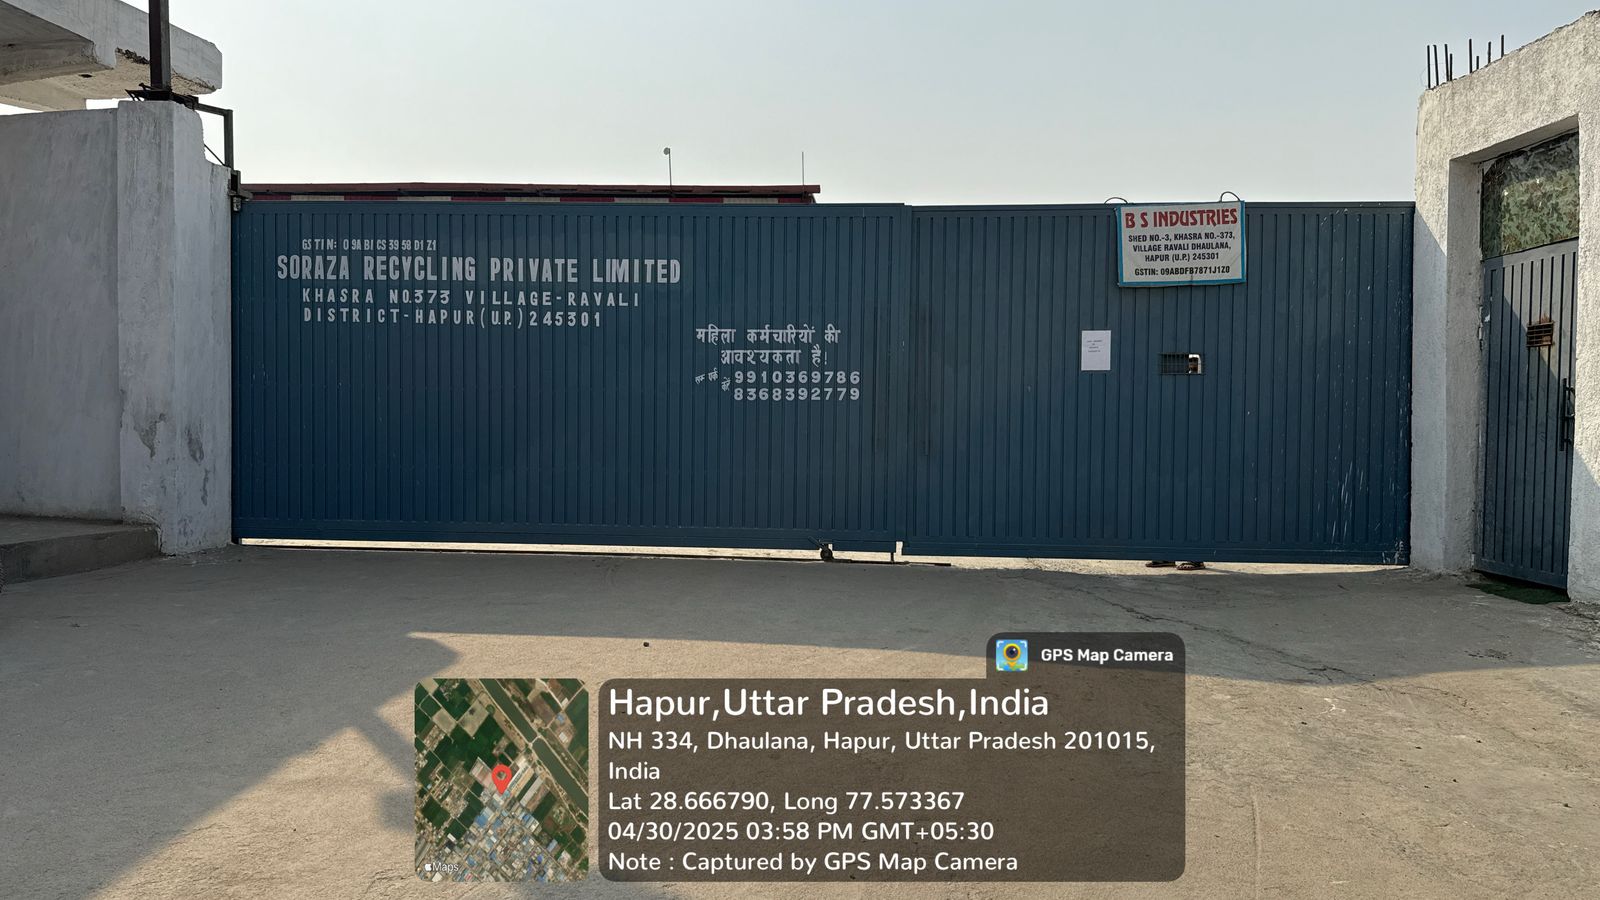 GSTIN: 09ABICS3958D1Z1
SORAZA RECYCLING PRIVATE LIMITED
KHASRA NO.373 VILLAGE-RAVALI
DISTRICT-HAPUR(U.P.)245301
महिला कर्मचारियों की
आवश्यकता है!
9910369786
8368392779
B S INDUSTRIES
SHED NO.-3, KHASRA NO.-373,
VILLAGE RAVALI DHAULANA,
HAPUR (U.P.) 245301
GSTIN: 09ABDFB7871J1Z0
GPS Map Camera
Hapur,Uttar Pradesh,India
NH 334, Dhaulana, Hapur, Uttar Pradesh 201015,
India
Lat 28.666790, Long 77.573367
04/30/2025 03:58 PM GMT+05:30
Note : Captured by GPS Map Camera
Maps